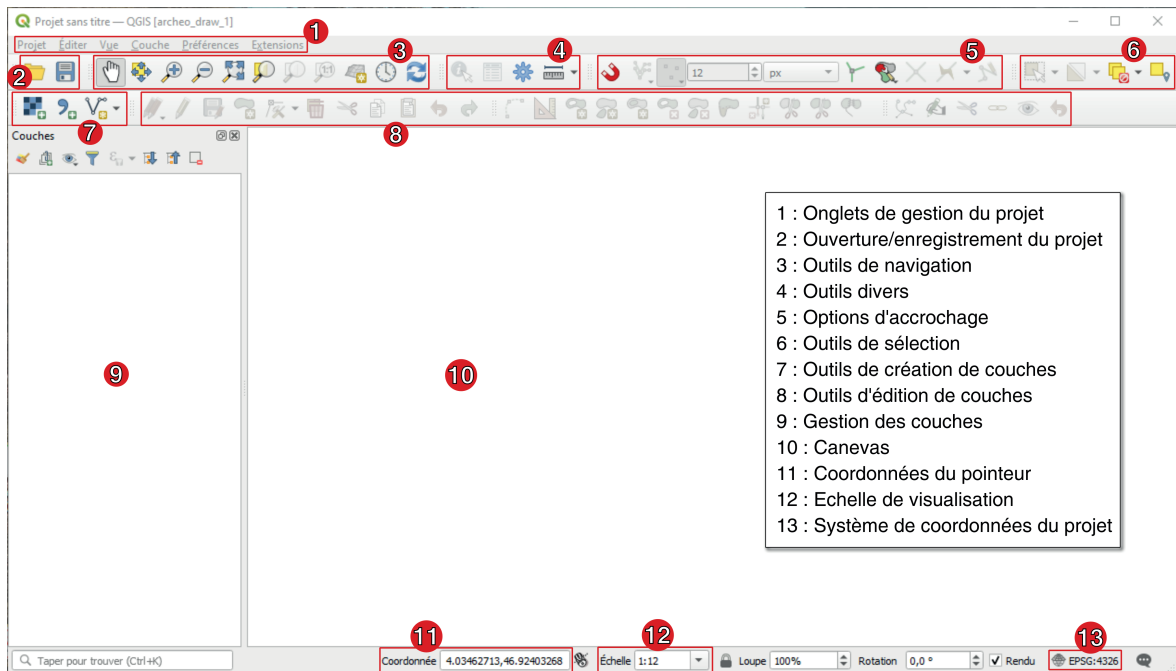 Projet sans titre — QGIS [archeo_draw_1]
1
Projet Éditer Vue Couche Préférences Extensions
2
3
4
5
6
1:1
12
px
7
8
Couches
9
10
1 : Onglets de gestion du projet
2 : Ouverture/enregistrement du projet
3 : Outils de navigation
4 : Outils divers
5 : Options d'accrochage
6 : Outils de sélection
7 : Outils de création de couches
8 : Outils d'édition de couches
9 : Gestion des couches
10 : Canevas
11 : Coordonnées du pointeur
12 : Echelle de visualisation
13 : Système de coordonnées du projet
11
12
13
Taper pour trouver (Ctrl+K)
Coordonnée 4.03462713,46.92403268
Échelle 1:12
Loupe 100%
Rotation 0,0 °
Rendu
EPSG:4326